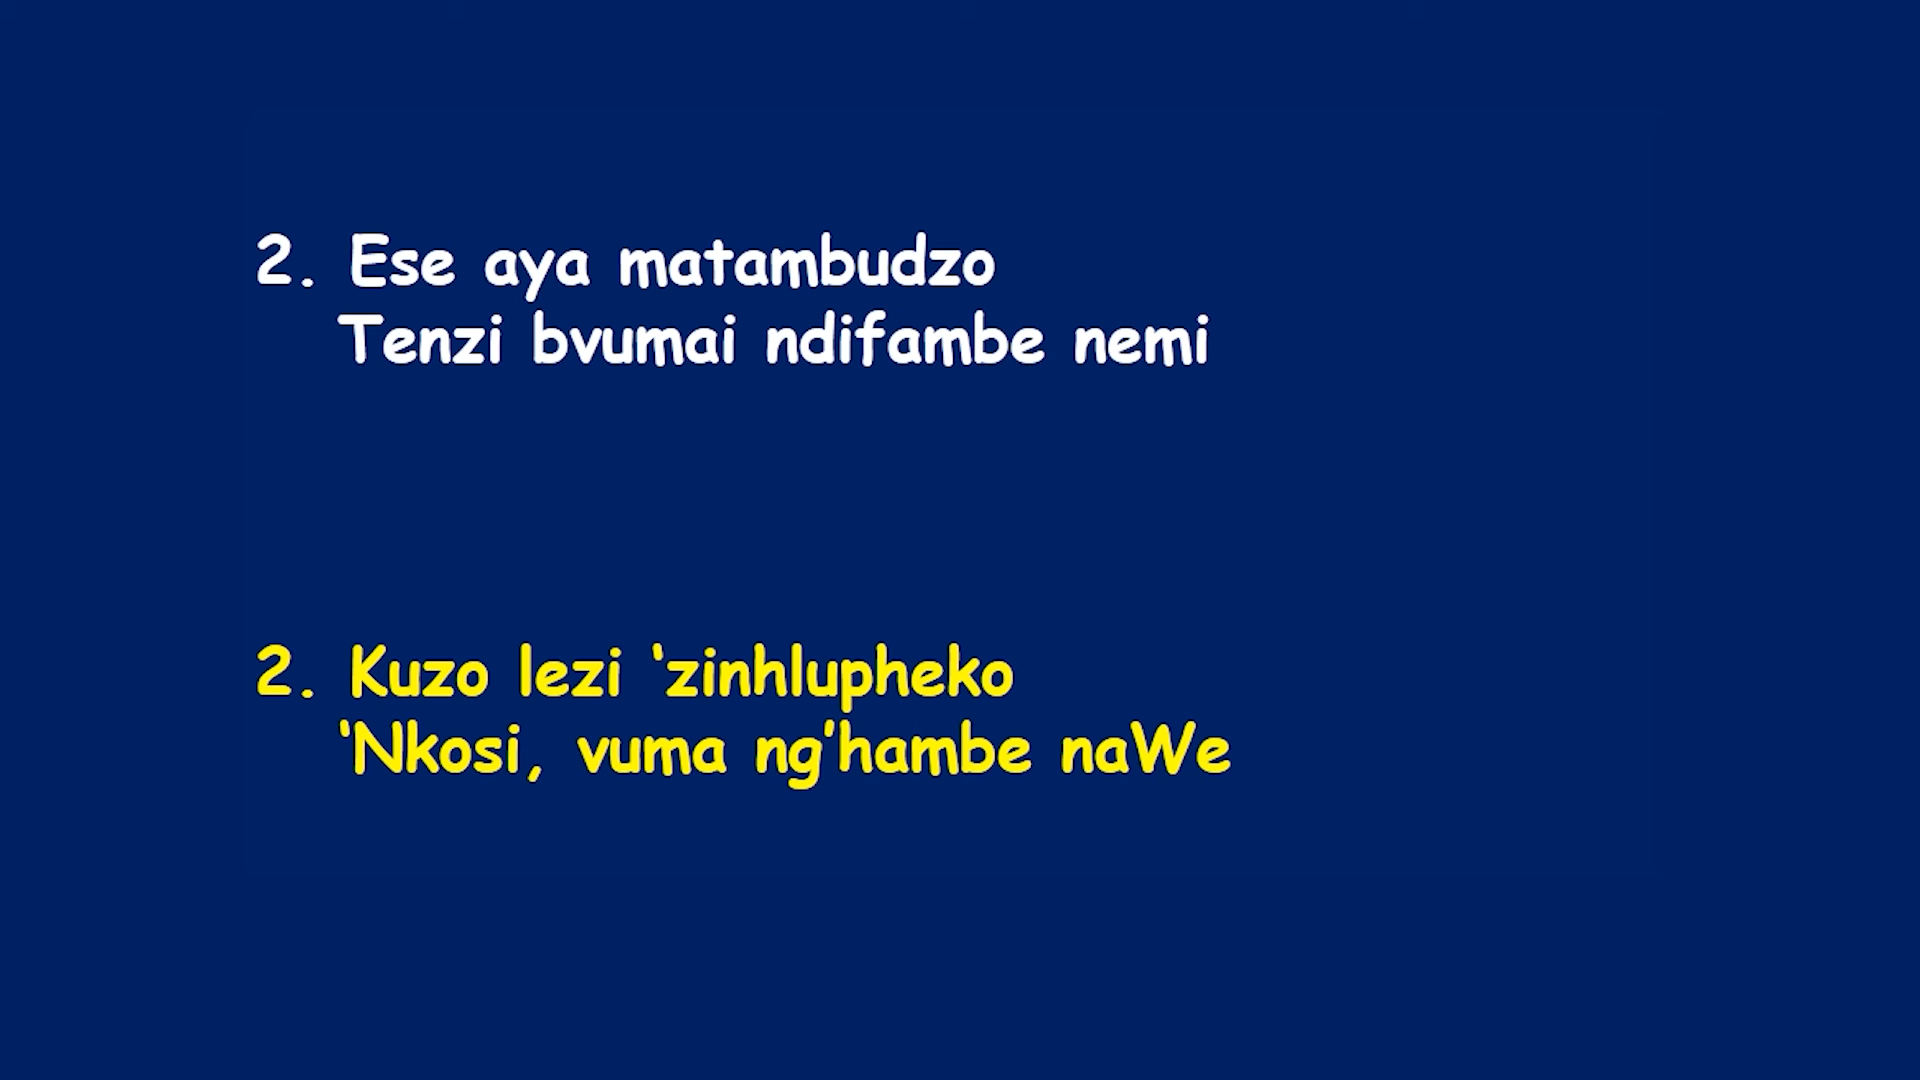 2. Ese aya matambudzo
Tenzi bvumai ndifambe nemi
2. Kuzo lezi ‘zinhlupheko
‘Nkosi, vuma ng’hambe naWe